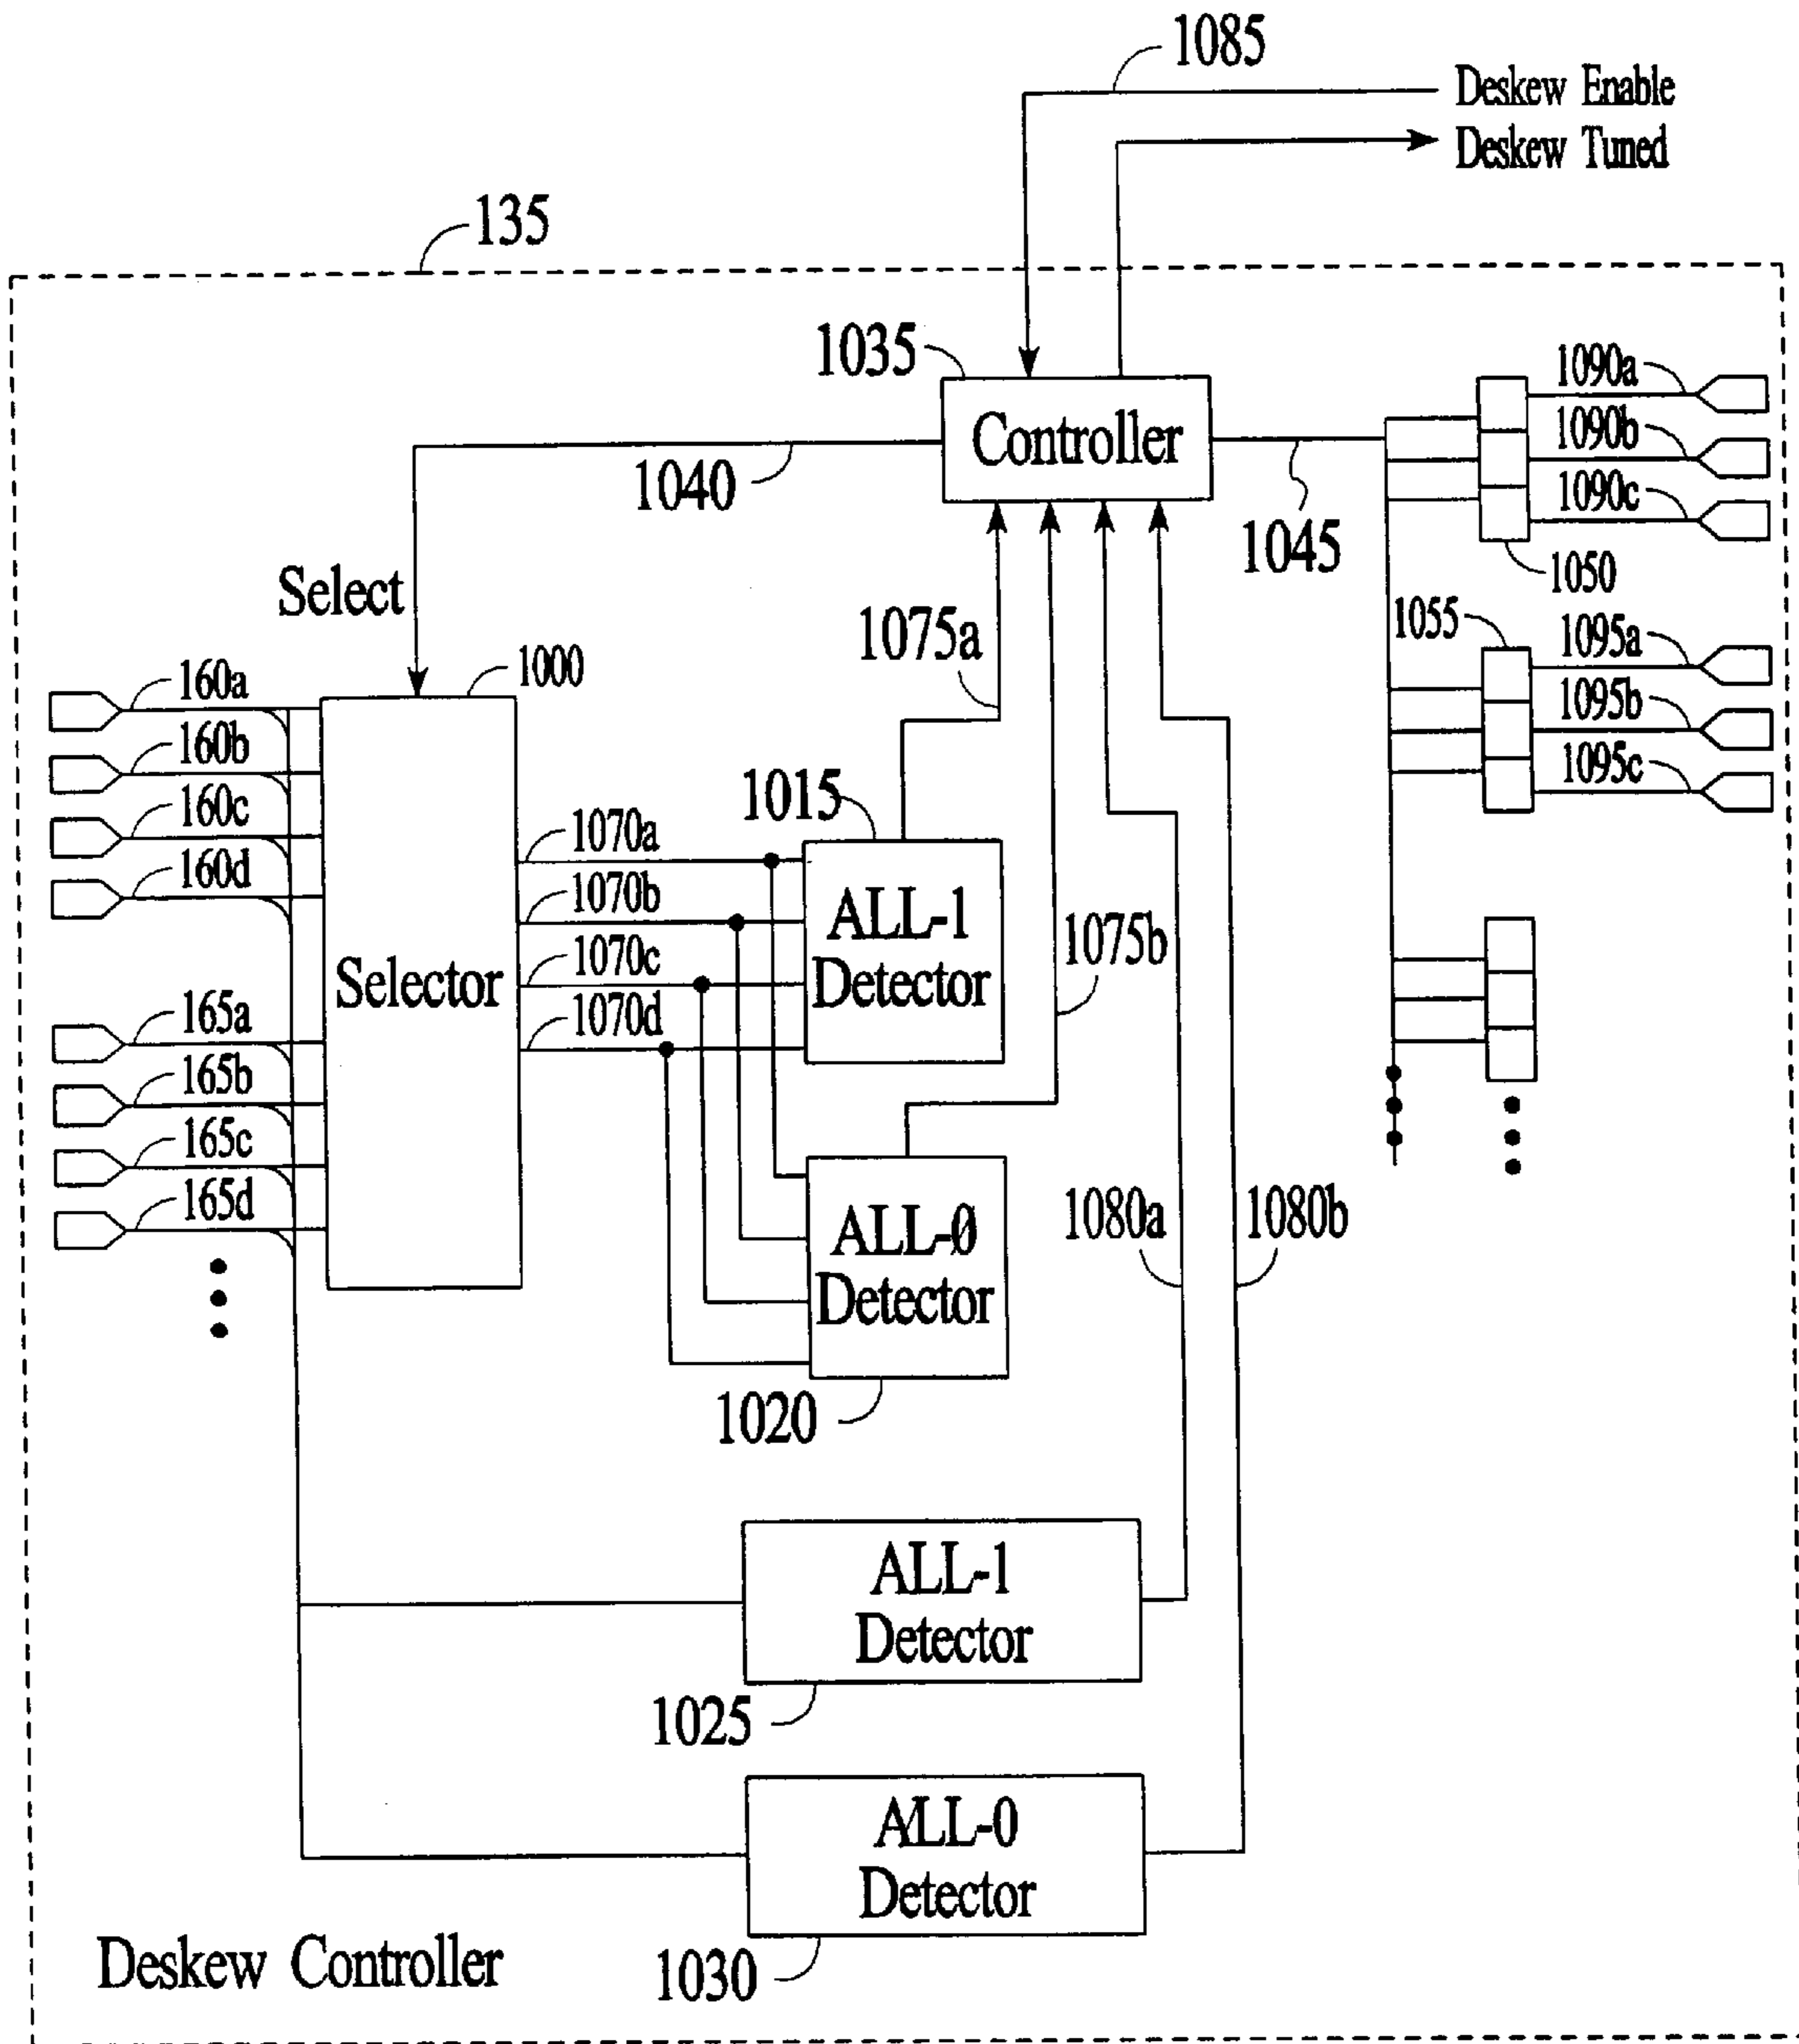 1085
Deskew Enable
Deskew Tuned
135
1035
Controller
1040
1045
1090a
1090b
1090c
1050
Select
1075a
1055
1095a
1095b
1095c
1000
160a
160b
160c
160d
165a
165b
165c
165d
Selector
1070a
1070b
1070c
1070d
1015
ALL-1
Detector
1075b
ALL-0
Detector
1020
1080a
1080b
ALL-1
Detector
1025
ALL-0
Detector
1030
Deskew Controller